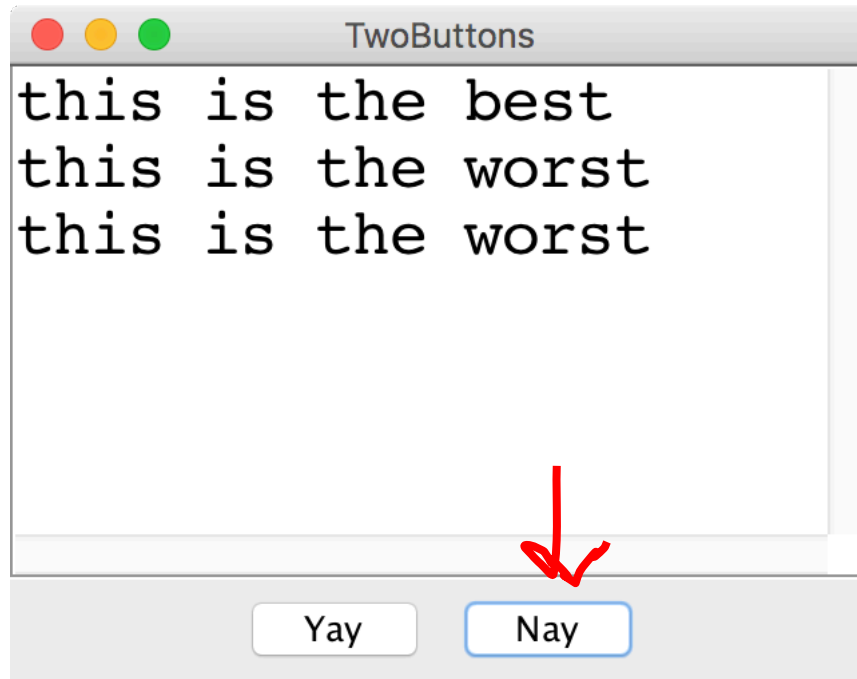 TwoButtons
this is the best
this is the worst
this is the worst
Yay Nay